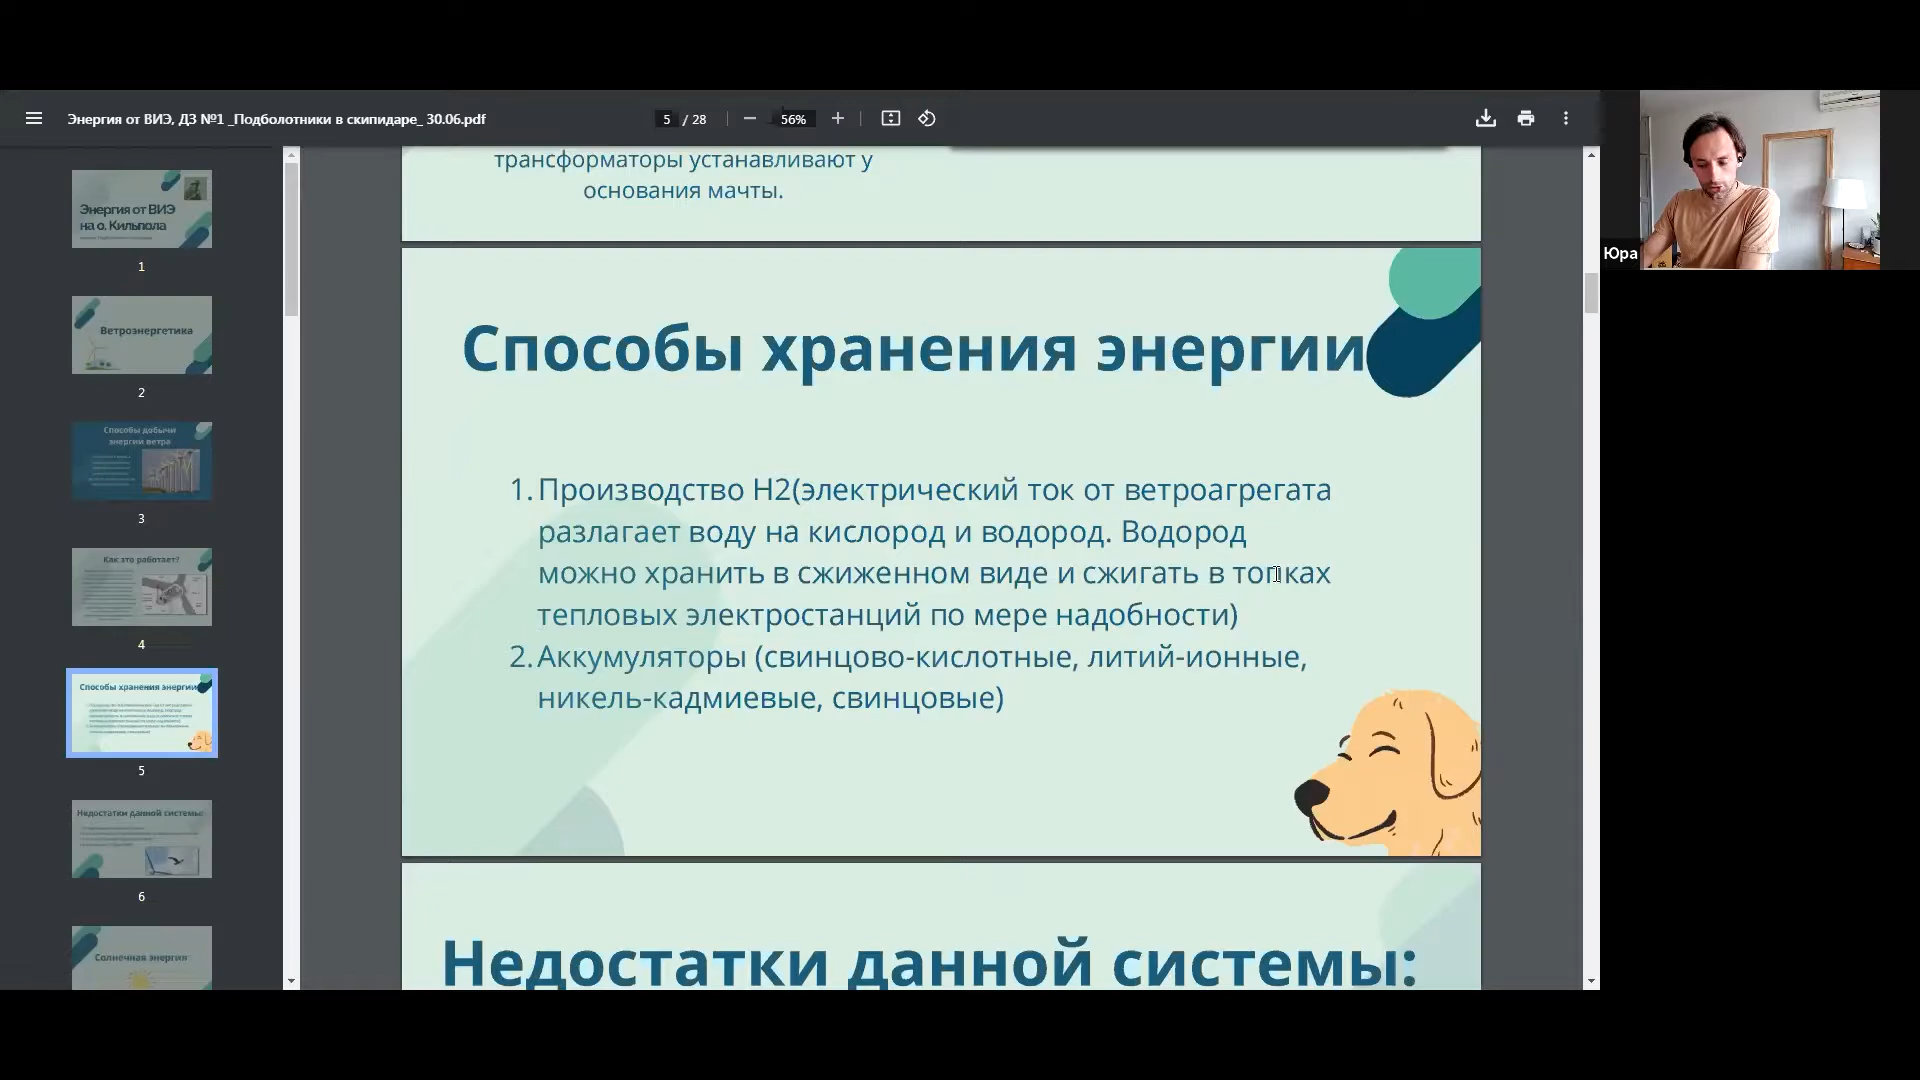 Энергия от ВИЭ, ДЗ №1 _Подболотники в скипидаре_ 30.06.pdf
5 / 28
56%
Юра
Энергия от ВИЭ
на о. Кильпола
1
Ветроэнергетика
2
Способы добычи
энергии ветра
3
Как это работает?
4
Способы хранения энергии
5
Недостатки данной системы:
6
Солнечная энергия
трансформаторы устанавливают у
основания мачты.
Способы хранения энергии
1. Производство Н2(электрический ток от ветроагрегата
разлагает воду на кислород и водород. Водород
можно хранить в сжиженном виде и сжигать в топках
тепловых электростанций по мере надобности)
2. Аккумуляторы (свинцово-кислотные, литий-ионные,
никель-кадмиевые, свинцовые)
Недостатки данной системы: